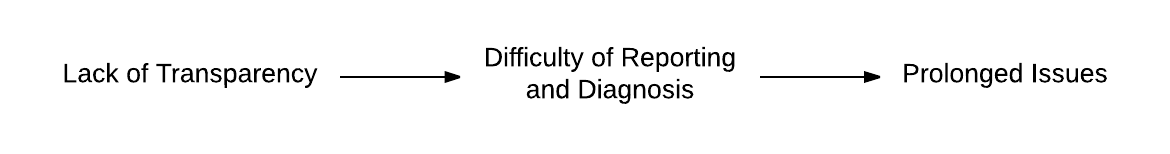 Lack of Transparency
Difficulty of Reporting
and Diagnosis
Prolonged Issues